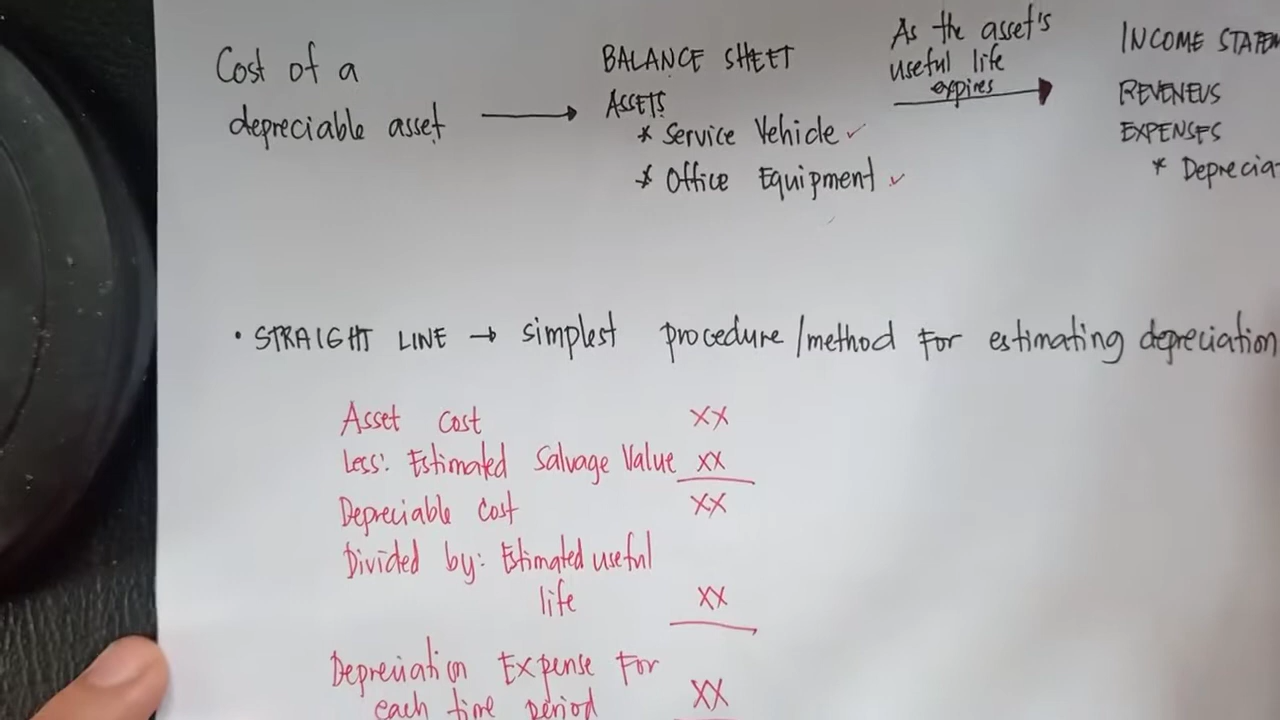 Cost of a
depreciable asset
BALANCE SHEET
ASSETS
* Service Vehicle ✓
* Office Equipment ✓
As the asset's
useful life
expires
INCOME STATEM
REVENEUS
EXPENSES
* Deprecia
• STRAIGHT LINE → simplest procedure/method for estimating depreciation
Asset Cost XX
Less: Estimated Salvage Value XX
Depreciable Cost XX
Divided by: Estimated useful
life XX
Depreciation Expense for
each time period XX